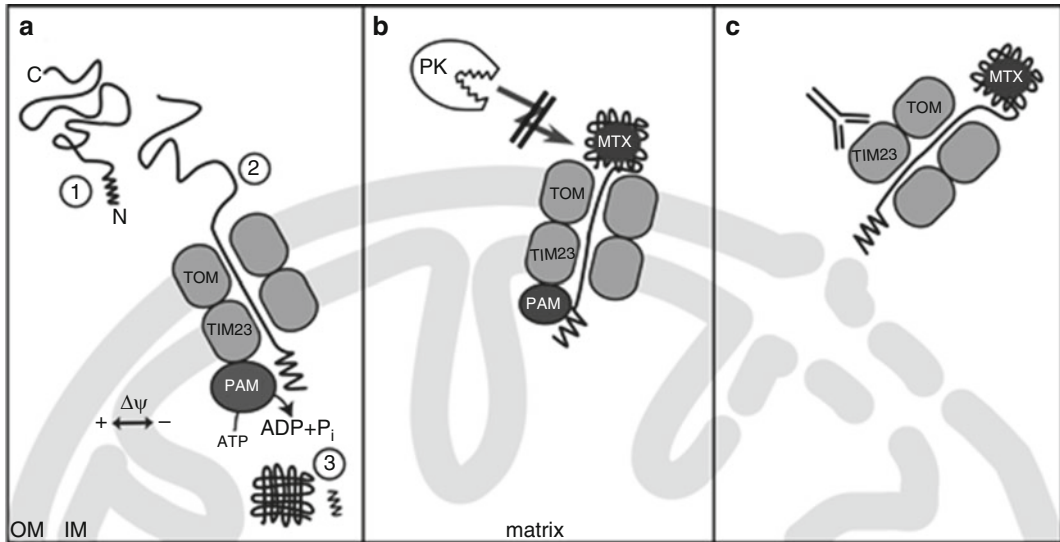 a
C
1
N
2
TOM
TIM23
PAM
Δψ
+ −
ATP
ADP+Pi
3
OM IM
b
PK
MTX
TOM
TIM23
PAM
matrix
c
MTX
TOM
TIM23